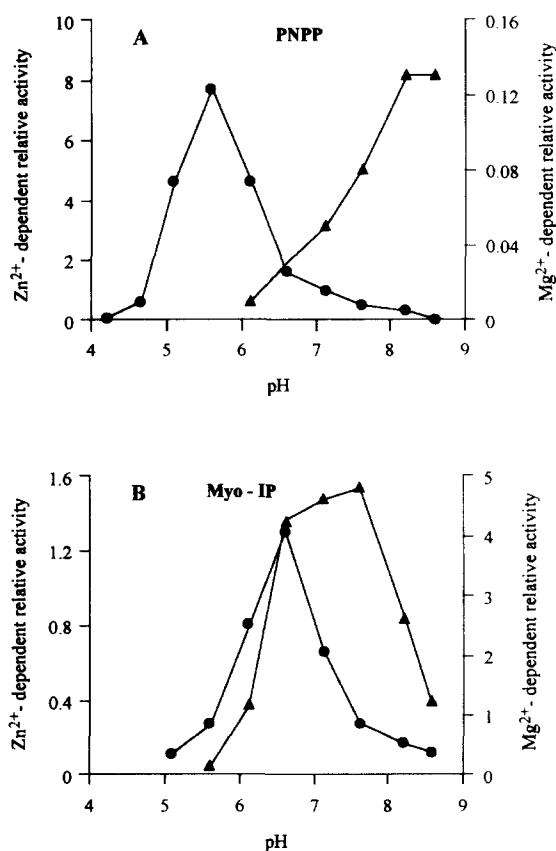 A
PNPP
10
8
6
4
2
0
Zn2+- dependent relative activity
0.16
0.12
0.08
0.04
0
Mg2+- dependent relative activity
4 5 6 7 8 9
pH
B
Myo - IP
1.6
1.2
0.8
0.4
0
Zn2+- dependent relative activity
5
4
3
2
1
0
Mg2+- dependent relative activity
4 5 6 7 8 9
pH